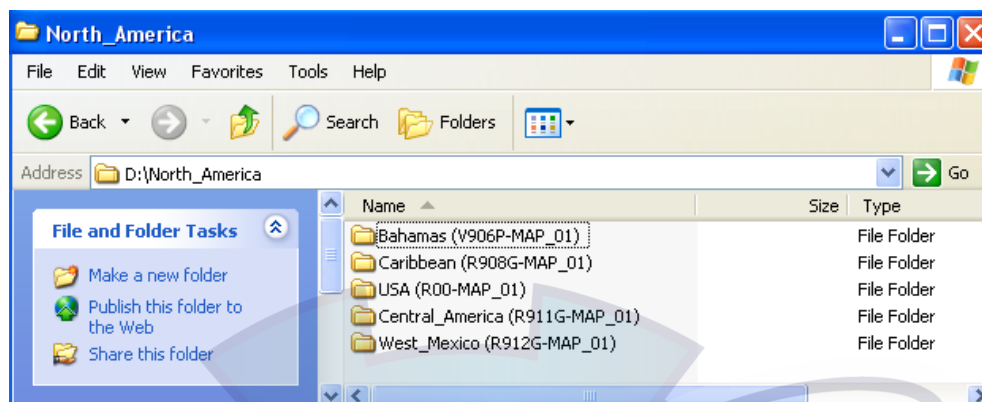 North_America
File Edit View Favorites Tools Help
Back Search Folders
Address D:\North_America Go
Name Size Type
File and Folder Tasks
Make a new folder
Publish this folder to
the Web
Share this folder
Bahamas (V906P-MAP_01) File Folder
Caribbean (R908G-MAP_01) File Folder
USA (R00-MAP_01) File Folder
Central_America (R911G-MAP_01) File Folder
West_Mexico (R912G-MAP_01) File Folder